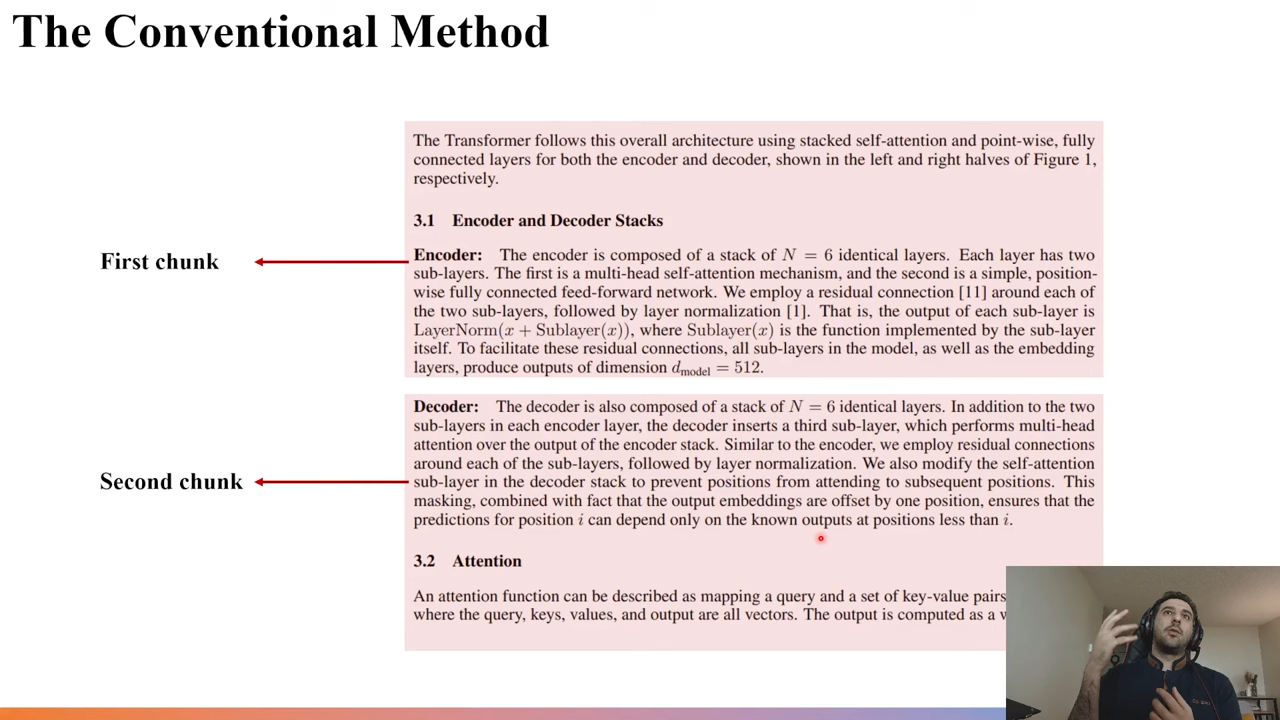 The Conventional Method
The Transformer follows this overall architecture using stacked self-attention and point-wise, fully
connected layers for both the encoder and decoder, shown in the left and right halves of Figure 1,
respectively.
3.1 Encoder and Decoder Stacks
First chunk
Encoder: The encoder is composed of a stack of N = 6 identical layers. Each layer has two
sub-layers. The first is a multi-head self-attention mechanism, and the second is a simple, position-
wise fully connected feed-forward network. We employ a residual connection [11] around each of
the two sub-layers, followed by layer normalization [1]. That is, the output of each sub-layer is
LayerNorm(x + Sublayer(x)), where Sublayer(x) is the function implemented by the sub-layer
itself. To facilitate these residual connections, all sub-layers in the model, as well as the embedding
layers, produce outputs of dimension d_model = 512.
Second chunk
Decoder: The decoder is also composed of a stack of N = 6 identical layers. In addition to the two
sub-layers in each encoder layer, the decoder inserts a third sub-layer, which performs multi-head
attention over the output of the encoder stack. Similar to the encoder, we employ residual connections
around each of the sub-layers, followed by layer normalization. We also modify the self-attention
sub-layer in the decoder stack to prevent positions from attending to subsequent positions. This
masking, combined with fact that the output embeddings are offset by one position, ensures that the
predictions for position i can depend only on the known outputs at positions less than i.
3.2 Attention
An attention function can be described as mapping a query and a set of key-value pairs
where the query, keys, values, and output are all vectors. The output is computed as a